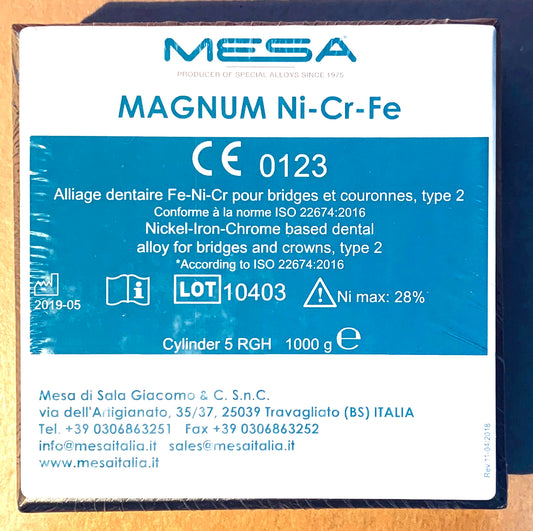 MESA
PRODUCER OF SPECIAL ALLOYS SINCE 1975
MAGNUM Ni-Cr-Fe
CE 0123
Alliage dentaire Fe-Ni-Cr pour bridges et couronnes, type 2
Conforme à la norme ISO 22674:2016
Nickel-Iron-Chrome based dental
alloy for bridges and crowns, type 2
*According to ISO 22674:2016
2019-05
i LOT 10403 ! Ni max: 28%
Cylinder 5 RGH 1000 g e
Mesa di Sala Giacomo & C. S.n.C.
via dell'Artigianato, 35/37, 25039 Travagliato (BS) ITALIA
Tel. +39 0306863251 Fax +39 0306863252
info@mesaitalia.it sales@mesaitalia.it
www.mesaitalia.it
Rev.11-04/2018